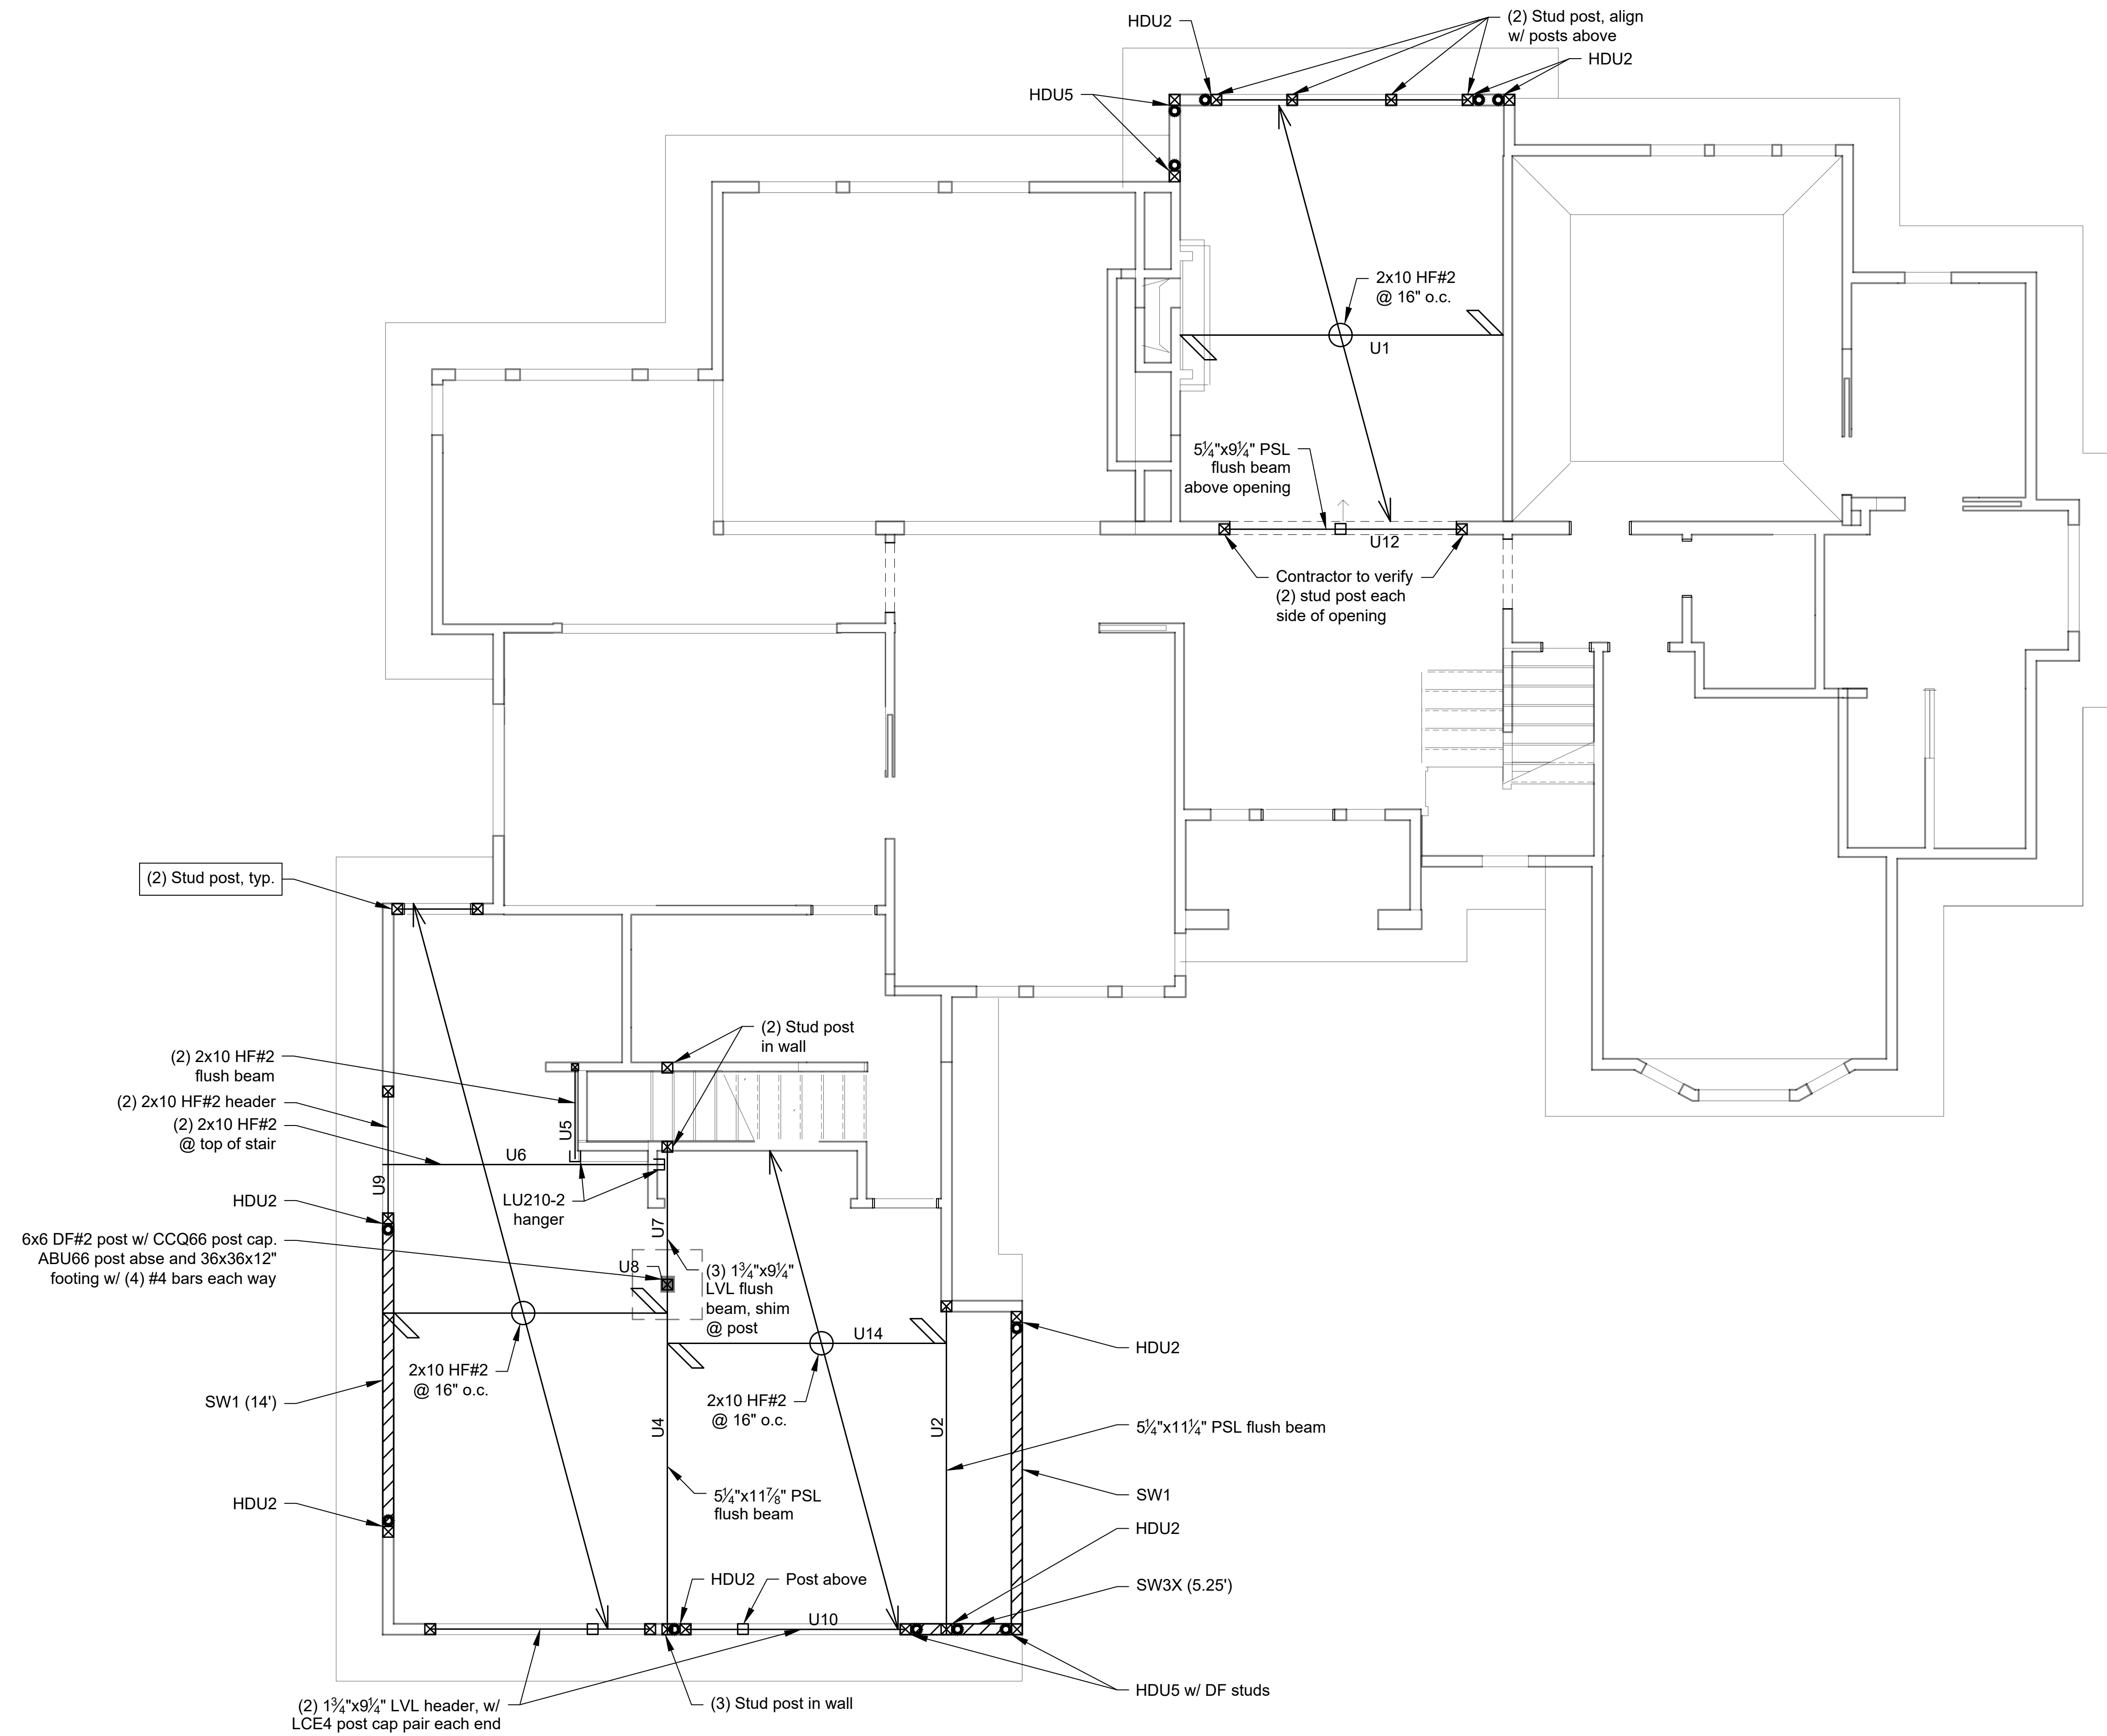 HDU2
(2) Stud post, align
w/ posts above
HDU2
HDU5
2x10 HF#2
@ 16" o.c.
U1
5¼"x9¼" PSL
flush beam
above opening
U12
Contractor to verify
(2) stud post each
side of opening
(2) Stud post, typ.
(2) Stud post
in wall
(2) 2x10 HF#2
flush beam
(2) 2x10 HF#2 header
(2) 2x10 HF#2
@ top of stair
U5
U6
U9
HDU2
LU210-2
hanger
U7
6x6 DF#2 post w/ CCQ66 post cap.
ABU66 post abse and 36x36x12"
footing w/ (4) #4 bars each way
U8
(3) 1¾"x9¼"
LVL flush
beam, shim
@ post
U14
HDU2
2x10 HF#2
@ 16" o.c.
SW1 (14')
2x10 HF#2
@ 16" o.c.
U4
U2
5¼"x11¼" PSL flush beam
SW1
HDU2
5¼"x11⅞" PSL
flush beam
HDU2
HDU2
Post above
SW3X (5.25')
U10
(2) 1¾"x9¼" LVL header, w/
LCE4 post cap pair each end
(3) Stud post in wall
HDU5 w/ DF studs